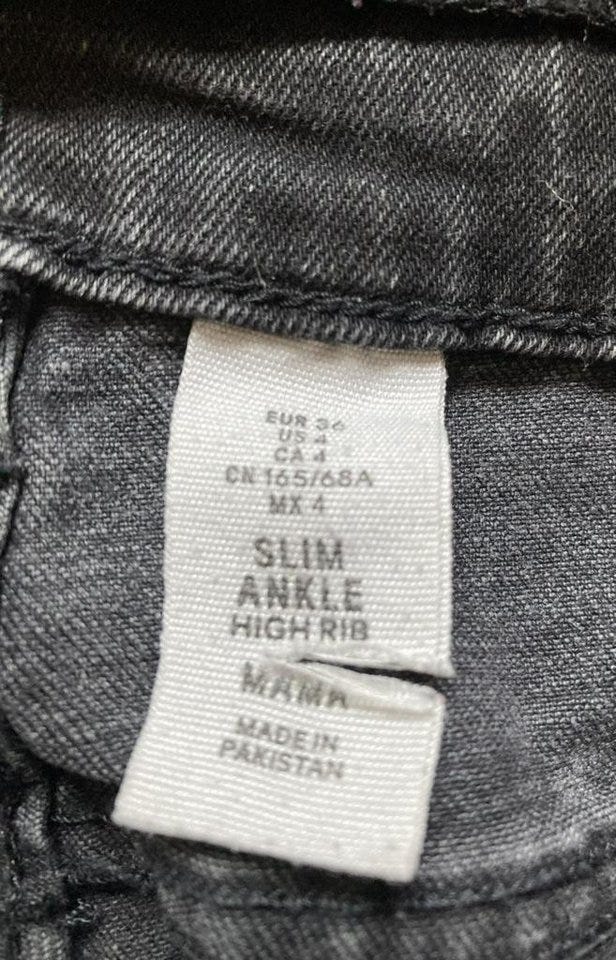 EUR 36
US 4
CA 4
CN 165/68A
MX 4
SLIM
ANKLE
HIGH RIB
MAMA
MADE IN
PAKISTAN